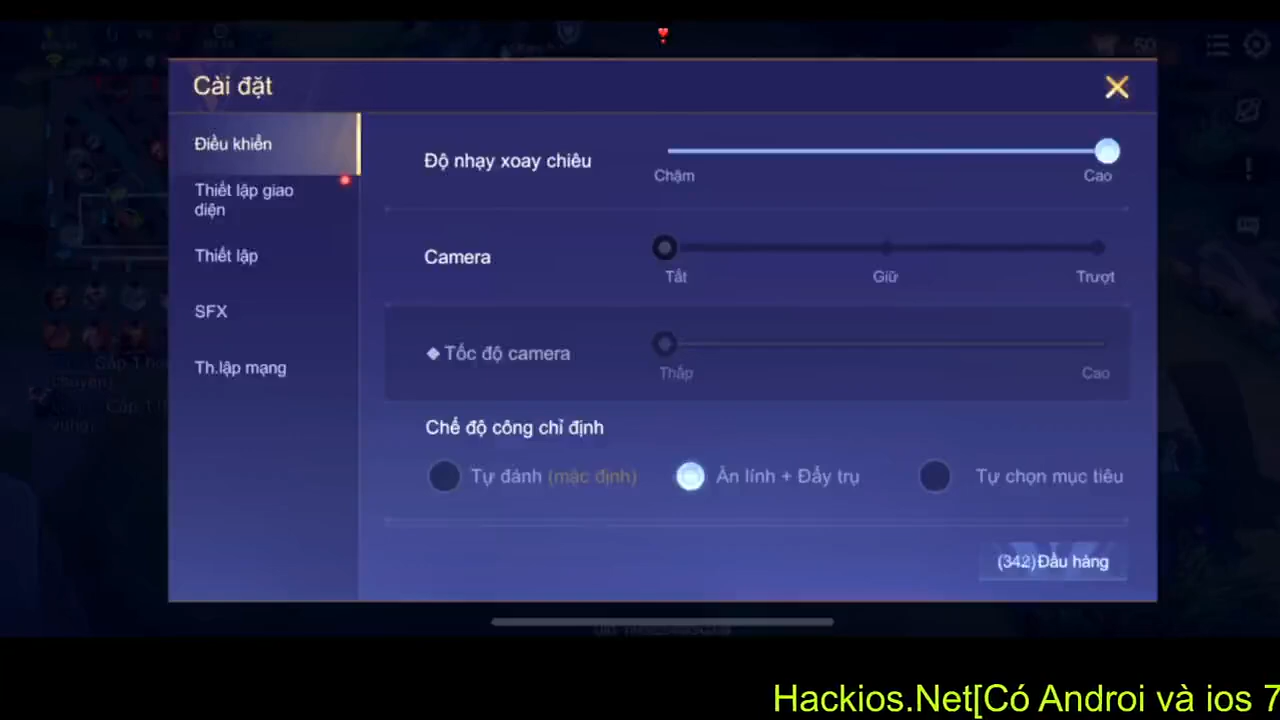 50
Cài đặt
Điều khiển
Thiết lập giao
diện
Thiết lập
SFX
Th.lập mạng
Độ nhạy xoay chiêu
Chậm
Cao
Camera
Tắt
Giữ
Trượt
◆ Tốc độ camera
Thấp
Cao
Chế độ công chỉ định
Tự đánh (mặc định)
Ăn lính + Đẩy trụ
Tự chọn mục tiêu
(342)Đầu hàng
Hackios.Net[Có Androi và ios 7